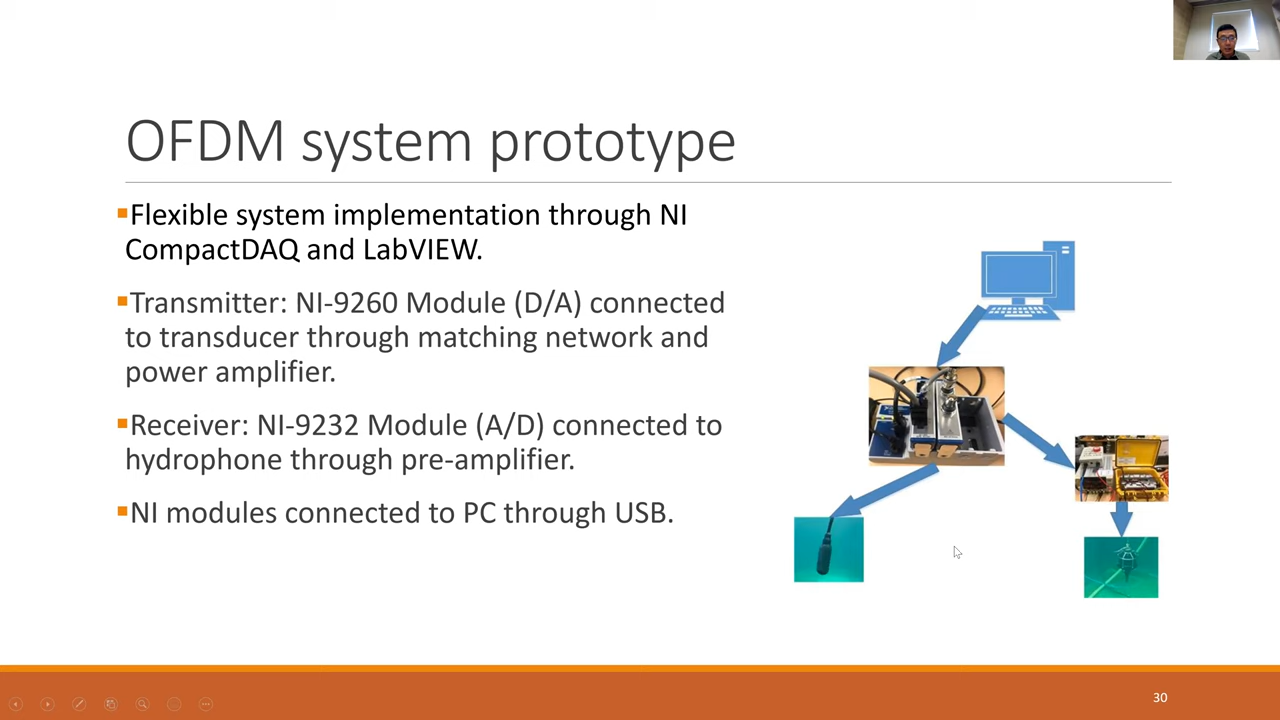 OFDM system prototype
▪Flexible system implementation through NI
CompactDAQ and LabVIEW.
▪Transmitter: NI-9260 Module (D/A) connected
to transducer through matching network and
power amplifier.
▪Receiver: NI-9232 Module (A/D) connected to
hydrophone through pre-amplifier.
▪NI modules connected to PC through USB.
30